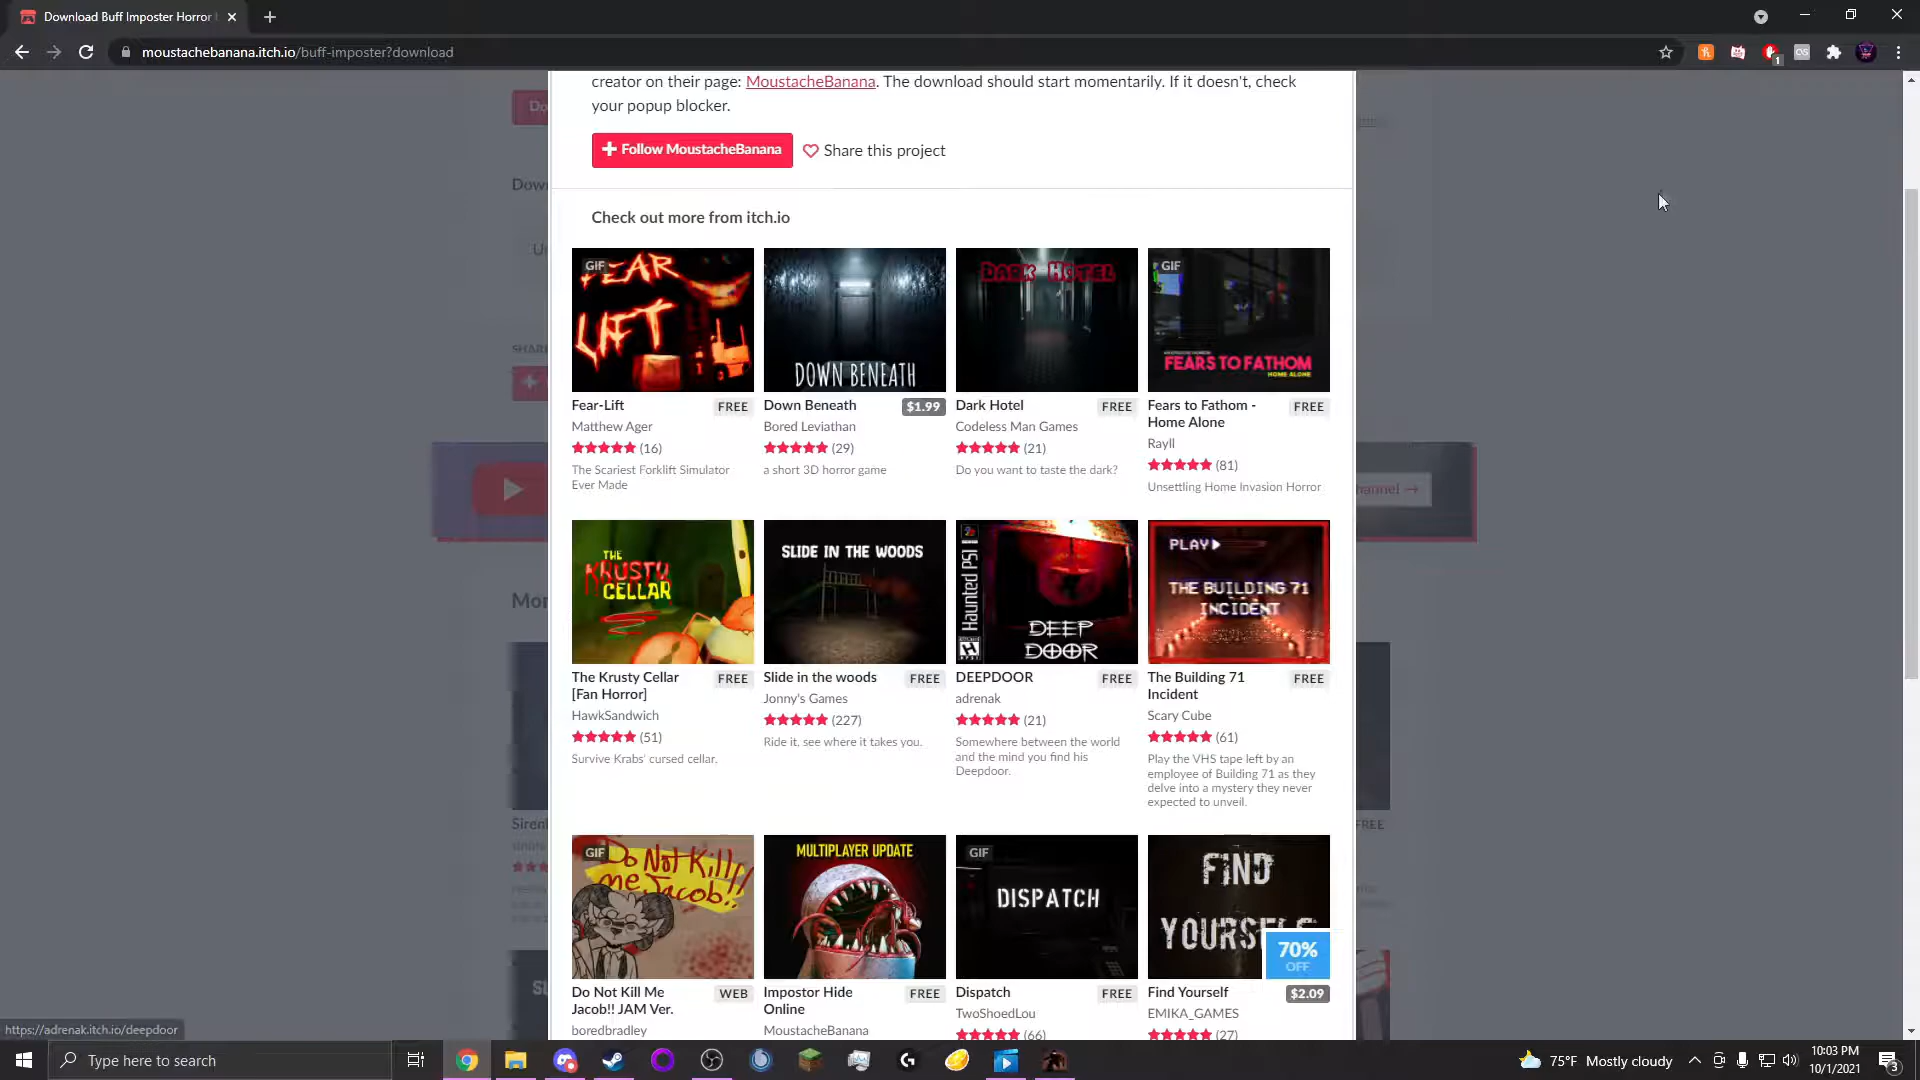 Download Buff Imposter Horror
moustachebanana.itch.io/buff-imposter?download
1
creator on their page: MoustacheBanana. The download should start momentarily. If it doesn't, check
your popup blocker.
Follow MoustacheBanana
Share this project
Check out more from itch.io
GIF
FEAR
LIFT
DOWN BENEATH
DARK HOTEL
GIF
FEARS TO FATHOM
HOME ALONE
Fear-Lift
FREE
Matthew Ager
(16)
The Scariest Forklift Simulator
Ever Made
Down Beneath
$1.99
Bored Leviathan
(29)
a short 3D horror game
Dark Hotel
FREE
Codeless Man Games
(21)
Do you want to taste the dark?
Fears to Fathom -
Home Alone
FREE
Rayll
(81)
Unsettling Home Invasion Horror
THE
KRUSTY
CELLAR
SLIDE IN THE WOODS
Haunted PS1
DEEP
DOOR
PLAY
THE BUILDING 71
INCIDENT
The Krusty Cellar
[Fan Horror]
FREE
HawkSandwich
(51)
Survive Krabs' cursed cellar.
Slide in the woods
FREE
Jonny's Games
(227)
Ride it, see where it takes you.
DEEPDOOR
FREE
adrenak
(21)
Somewhere between the world
and the mind you find his
Deepdoor.
The Building 71
Incident
FREE
Scary Cube
(61)
Play the VHS tape left by an
employee of Building 71 as they
delve into a mystery they never
expected to unveil.
GIF
Do Not Kill!!
me Jacob!!
MULTIPLAYER UPDATE
GIF
DISPATCH
FIND
YOURSELF
70%
OFF
Do Not Kill Me
Jacob!! JAM Ver.
WEB
boredbradley
Impostor Hide
Online
FREE
MoustacheBanana
Dispatch
FREE
TwoShoedLou
(66)
Find Yourself
$2.09
EMIKA_GAMES
(27)
Do
Down
SHARE
hannel →
Mor
Siren
FREE
https://adrenak.itch.io/deepdoor
Type here to search
75°F Mostly cloudy
10:03 PM
10/1/2021
3